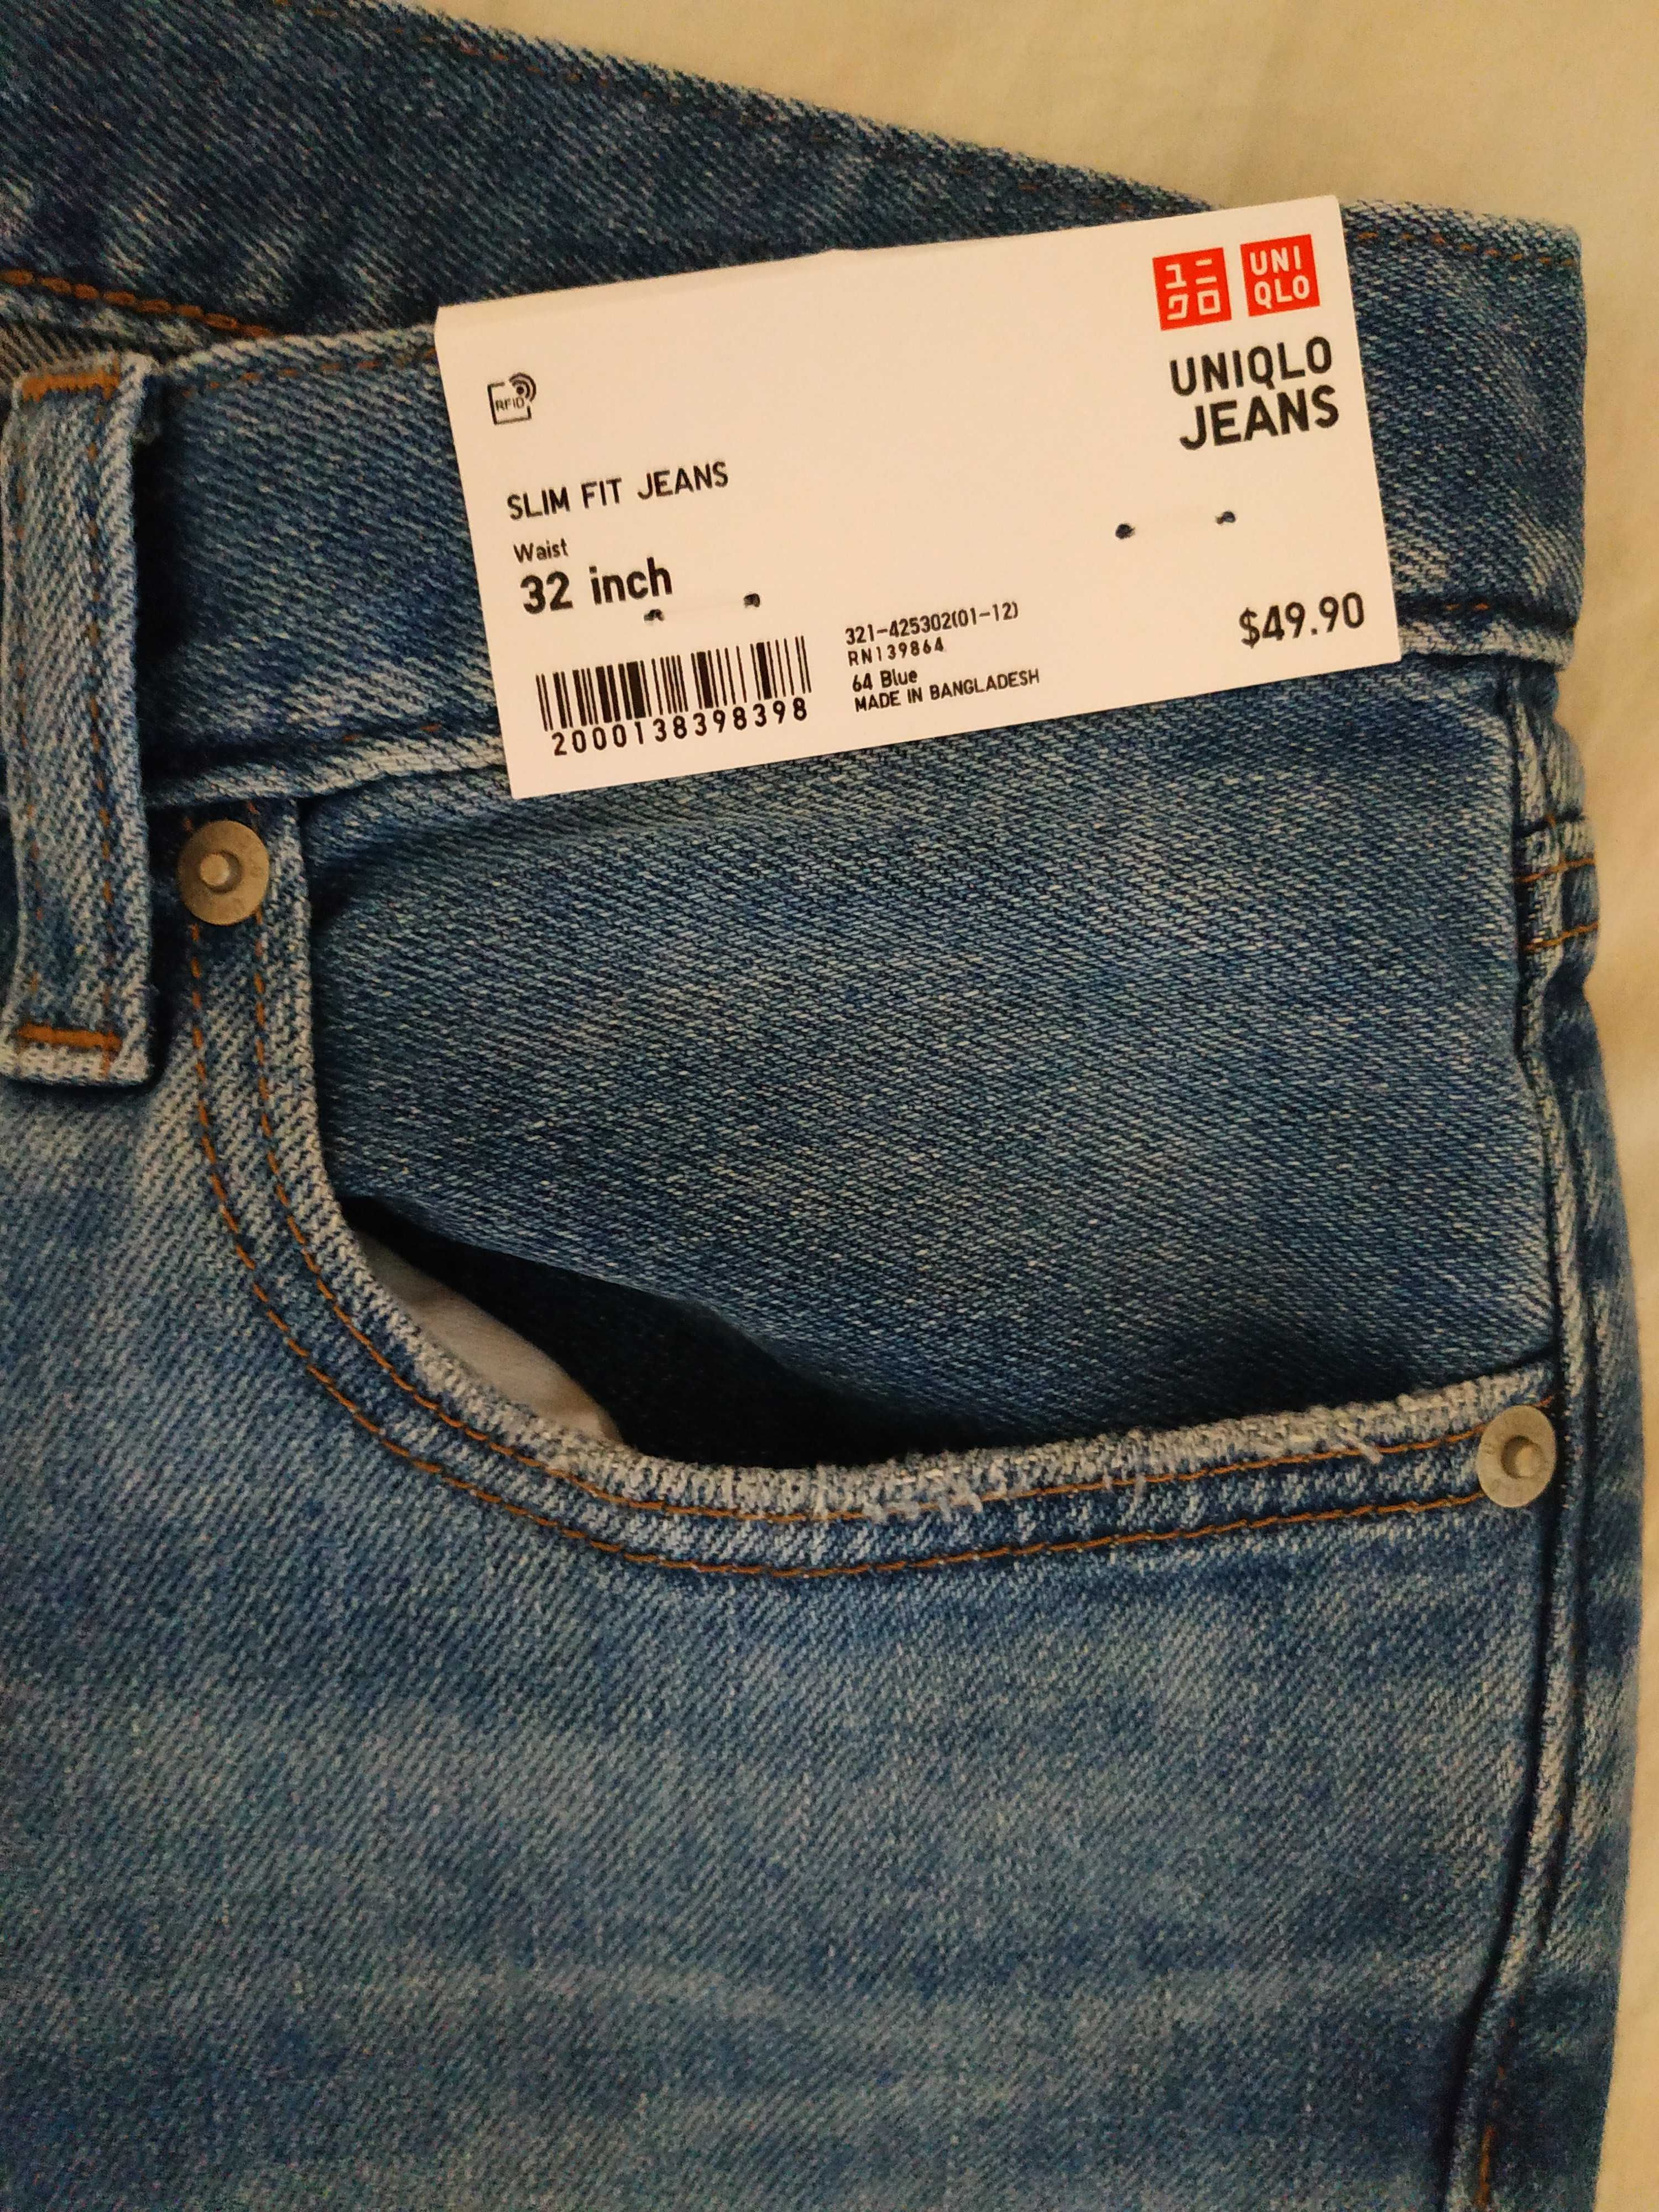 ユニ
クロ
UNI
QLO
UNIQLO
JEANS
RFID
SLIM FIT JEANS
Waist
32 inch
2000138398398
321-425302(01-12)
RN139864
64 Blue
MADE IN BANGLADESH
$49.90